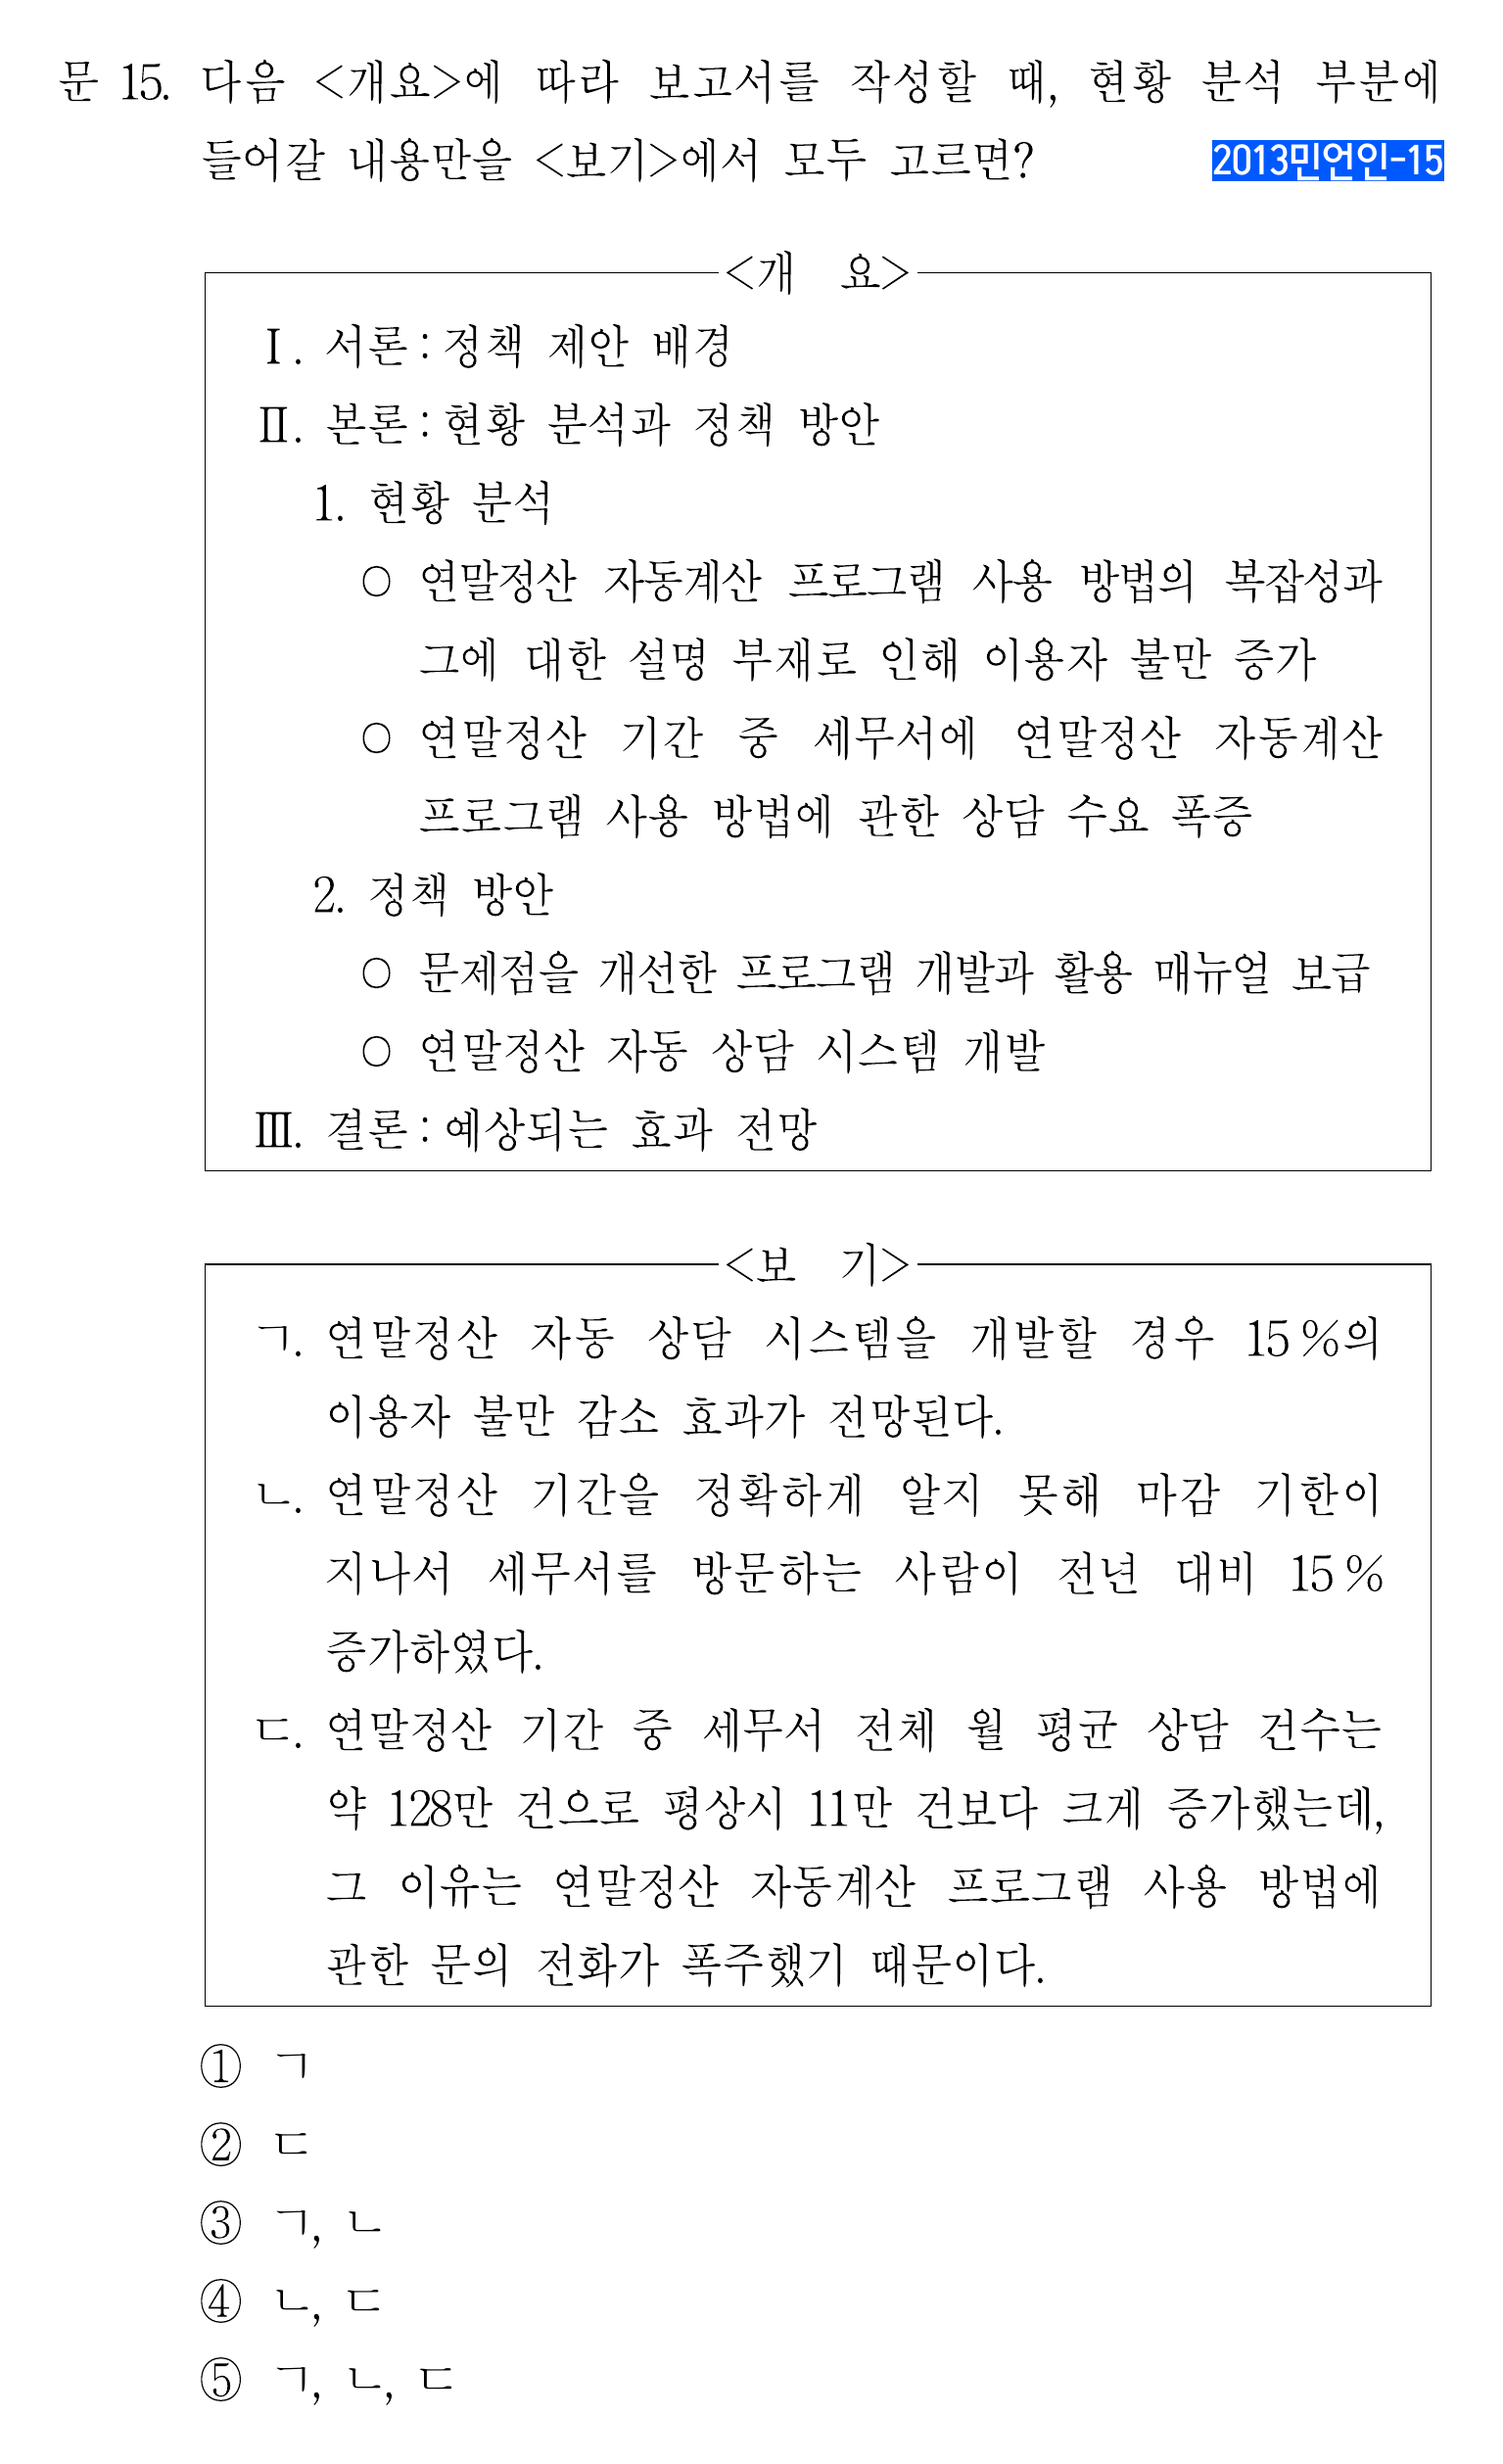 문 15. 다음 <개요>에 따라 보고서를 작성할 때, 현황 분석 부분에
들어갈 내용만을 <보기>에서 모두 고르면?
2013민언인-15
<개 요>
Ⅰ. 서론 : 정책 제안 배경
Ⅱ. 본론 : 현황 분석과 정책 방안
1. 현황 분석
○ 연말정산 자동계산 프로그램 사용 방법의 복잡성과
그에 대한 설명 부재로 인해 이용자 불만 증가
○ 연말정산 기간 중 세무서에 연말정산 자동계산
프로그램 사용 방법에 관한 상담 수요 폭증
2. 정책 방안
○ 문제점을 개선한 프로그램 개발과 활용 매뉴얼 보급
○ 연말정산 자동 상담 시스템 개발
Ⅲ. 결론 : 예상되는 효과 전망
<보 기>
ㄱ. 연말정산 자동 상담 시스템을 개발할 경우 15 %의
이용자 불만 감소 효과가 전망된다.
ㄴ. 연말정산 기간을 정확하게 알지 못해 마감 기한이
지나서 세무서를 방문하는 사람이 전년 대비 15 %
증가하였다.
ㄷ. 연말정산 기간 중 세무서 전체 월 평균 상담 건수는
약 128만 건으로 평상시 11만 건보다 크게 증가했는데,
그 이유는 연말정산 자동계산 프로그램 사용 방법에
관한 문의 전화가 폭주했기 때문이다.
① ㄱ
② ㄷ
③ ㄱ, ㄴ
④ ㄴ, ㄷ
⑤ ㄱ, ㄴ, ㄷ